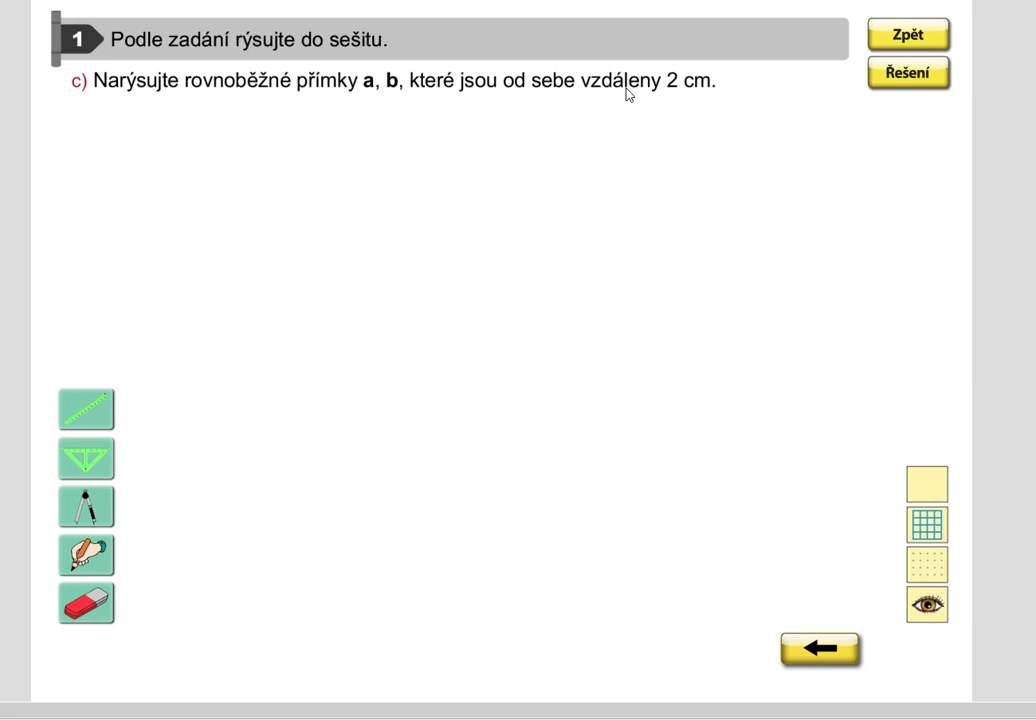 1 Podle zadání rýsujte do sešitu.
Zpět
Řešení
c) Narýsujte rovnoběžné přímky a, b, které jsou od sebe vzdáleny 2 cm.